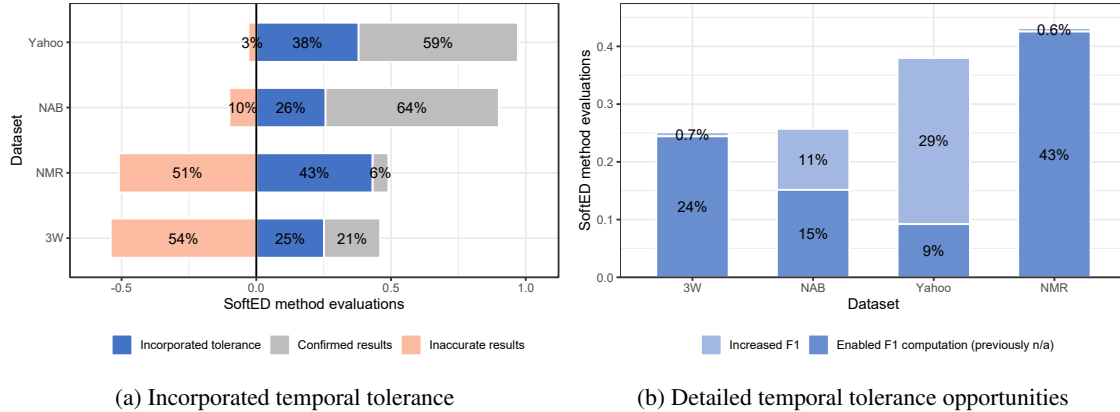 Yahoo
3%
38%
59%
NAB
10%
26%
64%
NMR
51%
43%
6%
3W
54%
25%
21%
Dataset
-0.5
0.0
0.5
1.0
SoftED method evaluations
Incorporated tolerance
Confirmed results
Inaccurate results
(a) Incorporated temporal tolerance
SoftED method evaluations
0.4
0.3
0.2
0.1
0.0
0.7%
24%
11%
15%
29%
9%
0.6%
43%
3W
NAB
Yahoo
NMR
Dataset
Increased F1
Enabled F1 computation (previously n/a)
(b) Detailed temporal tolerance opportunities